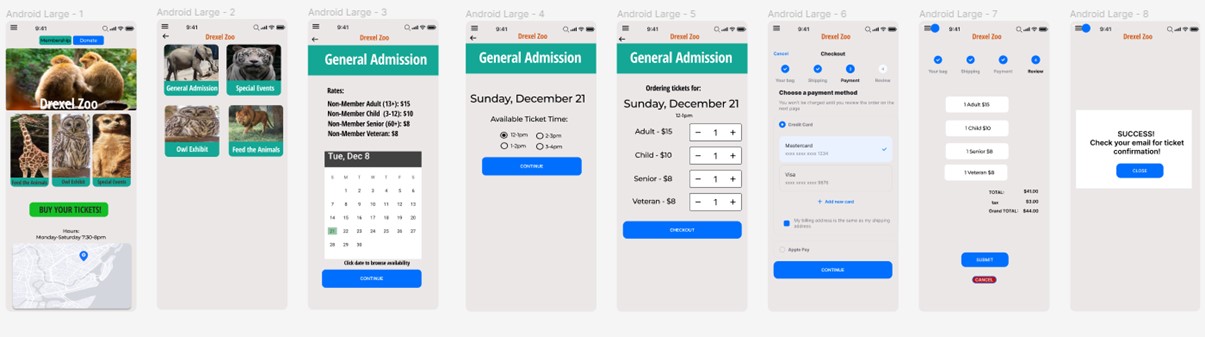 Android Large - 1
9:41
Membership
Donate
Drexel Zoo
Feed the Animals
Owl Exhibit
Special Events
BUY YOUR TICKETS!
Hours:
Monday-Saturday 7:30-8pm
Android Large - 2
9:41
Drexel Zoo
General Admission
Special Events
Owl Exhibit
Feed the Animals
Android Large - 3
9:41
Drexel Zoo
General Admission
Rates:
Non-Member Adult (13+): $15
Non-Member Child (3-12): $10
Non-Member Senior (60+): $8
Non-Member Veteran: $8
Tue, Dec 8
S M T W T F S
1 2 3 4 5 6
7 8 9 10 11 12 13
14 15 16 17 18 19 20
21 22 23 24 25 26 27
28 29 30
Click date to browse availability
CONTINUE
Android Large - 4
9:41
Drexel Zoo
General Admission
Sunday, December 21
Available Ticket Time:
12-1pm 2-3pm
1-2pm 3-4pm
CONTINUE
Android Large - 5
9:41
Drexel Zoo
General Admission
Ordering tickets for:
Sunday, December 21
12-1pm
Adult - $15 − 1 +
Child - $10 − 1 +
Senior - $8 − 1 +
Veteran - $8 − 1 +
CHECKOUT
Android Large - 6
9:41
Drexel Zoo
Cancel Checkout
Your bag Shipping Payment Review
Choose a payment method
You won't be charged until you review the order on the
next page
Credit Card
Mastercard
xxxx xxxx xxxx 1234
Visa
+ Add new card
My billing address is the same as my shipping
address.
Apple Pay
CONTINUE
Android Large - 7
9:41
Drexel Zoo
Your bag Shipping Payment Review
1 Adult $15
1 Child $10
1 Senior $8
1 Veteran $8
TOTAL: $41.00
tax $3.00
Grand TOTAL: $44.00
SUBMIT
CANCEL
Android Large - 8
9:41
Drexel Zoo
SUCCESS!
Check your email for ticket
confirmation!
CLOSE